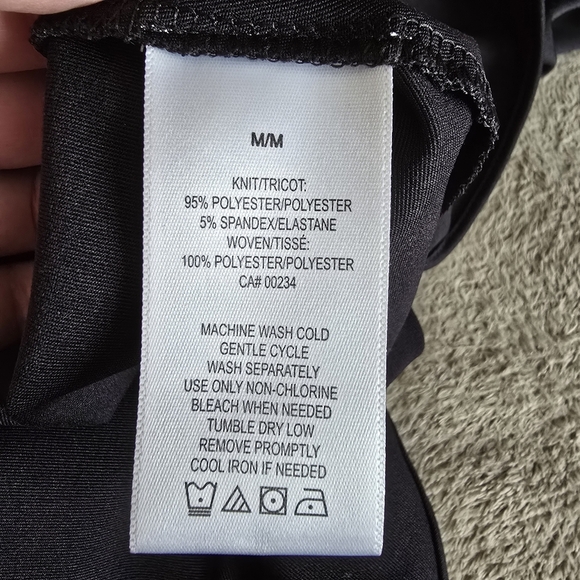 M/M
KNIT/TRICOT:
95% POLYESTER/POLYESTER
5% SPANDEX/ELASTANE
WOVEN/TISSÉ:
100% POLYESTER/POLYESTER
CA# 00234
MACHINE WASH COLD
GENTLE CYCLE
WASH SEPARATELY
USE ONLY NON-CHLORINE
BLEACH WHEN NEEDED
TUMBLE DRY LOW
REMOVE PROMPTLY
COOL IRON IF NEEDED